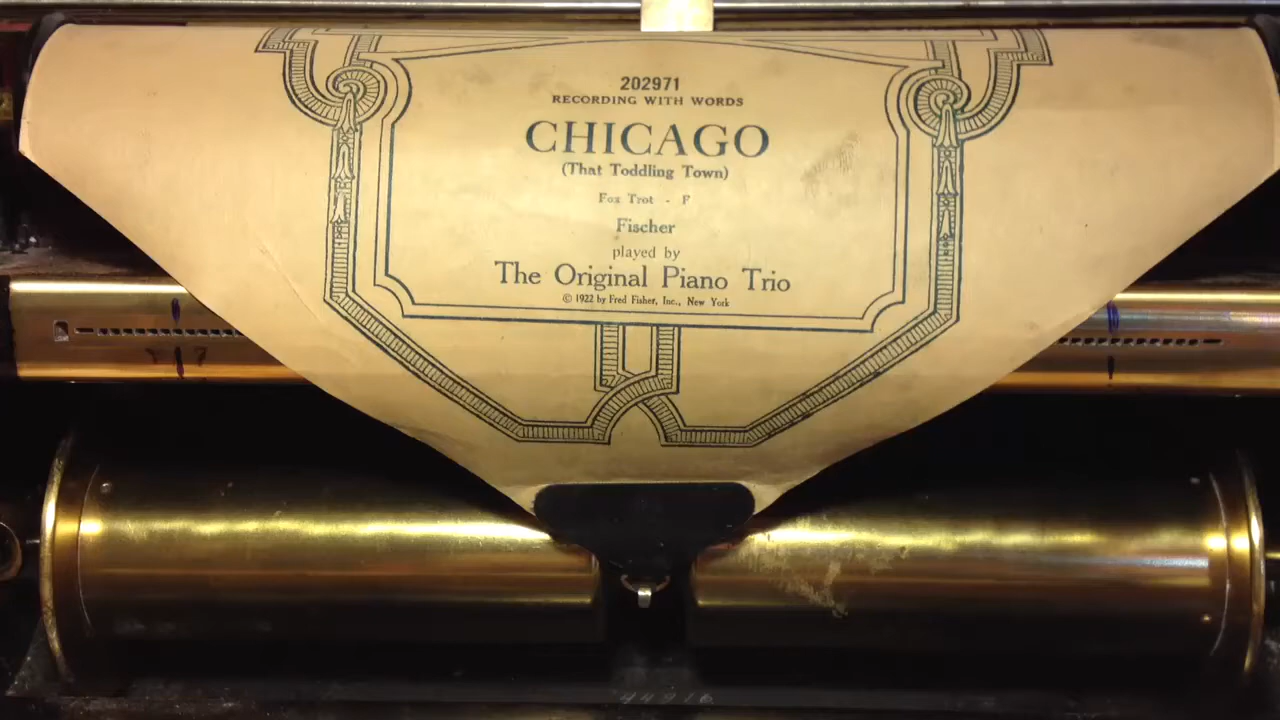 202971
RECORDING WITH WORDS
CHICAGO
(That Toddling Town)
Fox Trot - F
Fischer
played by
The Original Piano Trio
© 1922 by Fred Fisher, Inc., New York